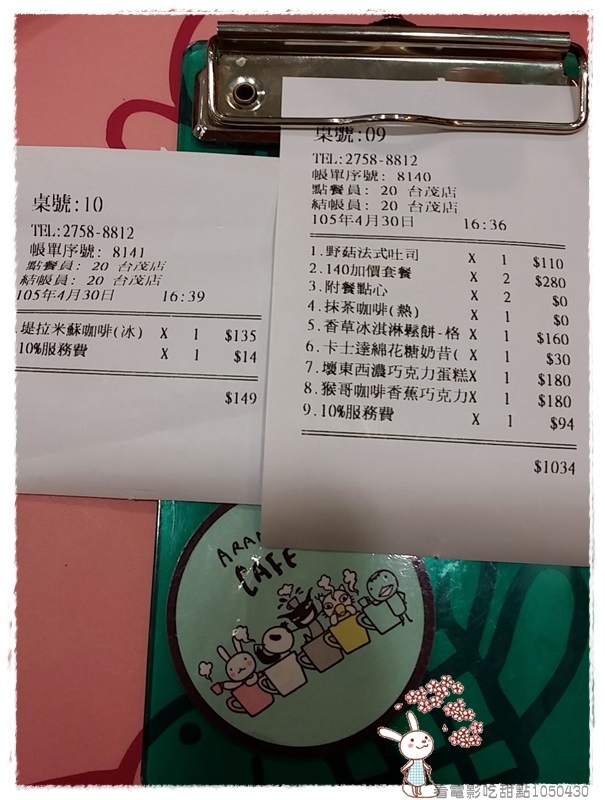 桌號:10
TEL:2758-8812
帳單序號: 8141
點餐員: 20 台茂店
結帳員: 20 台茂店
105年4月30日 16:39
堤拉米蘇咖啡(冰) X 1 $135
10%服務費 X 1 $14
$149
桌號:09
TEL:2758-8812
帳單序號: 8140
點餐員: 20 台茂店
結帳員: 20 台茂店
105年4月30日 16:36
1.野菇法式吐司 X 1 $110
2.140加價套餐 X 2 $280
3.附餐點心 X 2 $0
4.抹茶咖啡(熱) X 1 $0
5.香草冰淇淋鬆餅-格 X 1 $160
6.卡士達綿花糖奶昔( X 1 $30
7.壞東西濃巧克力蛋糕X 1 $180
8.猴哥咖啡香蕉巧克力X 1 $180
9.10%服務費 X 1 $94
$1034
CAFE
看電影吃甜點1050430